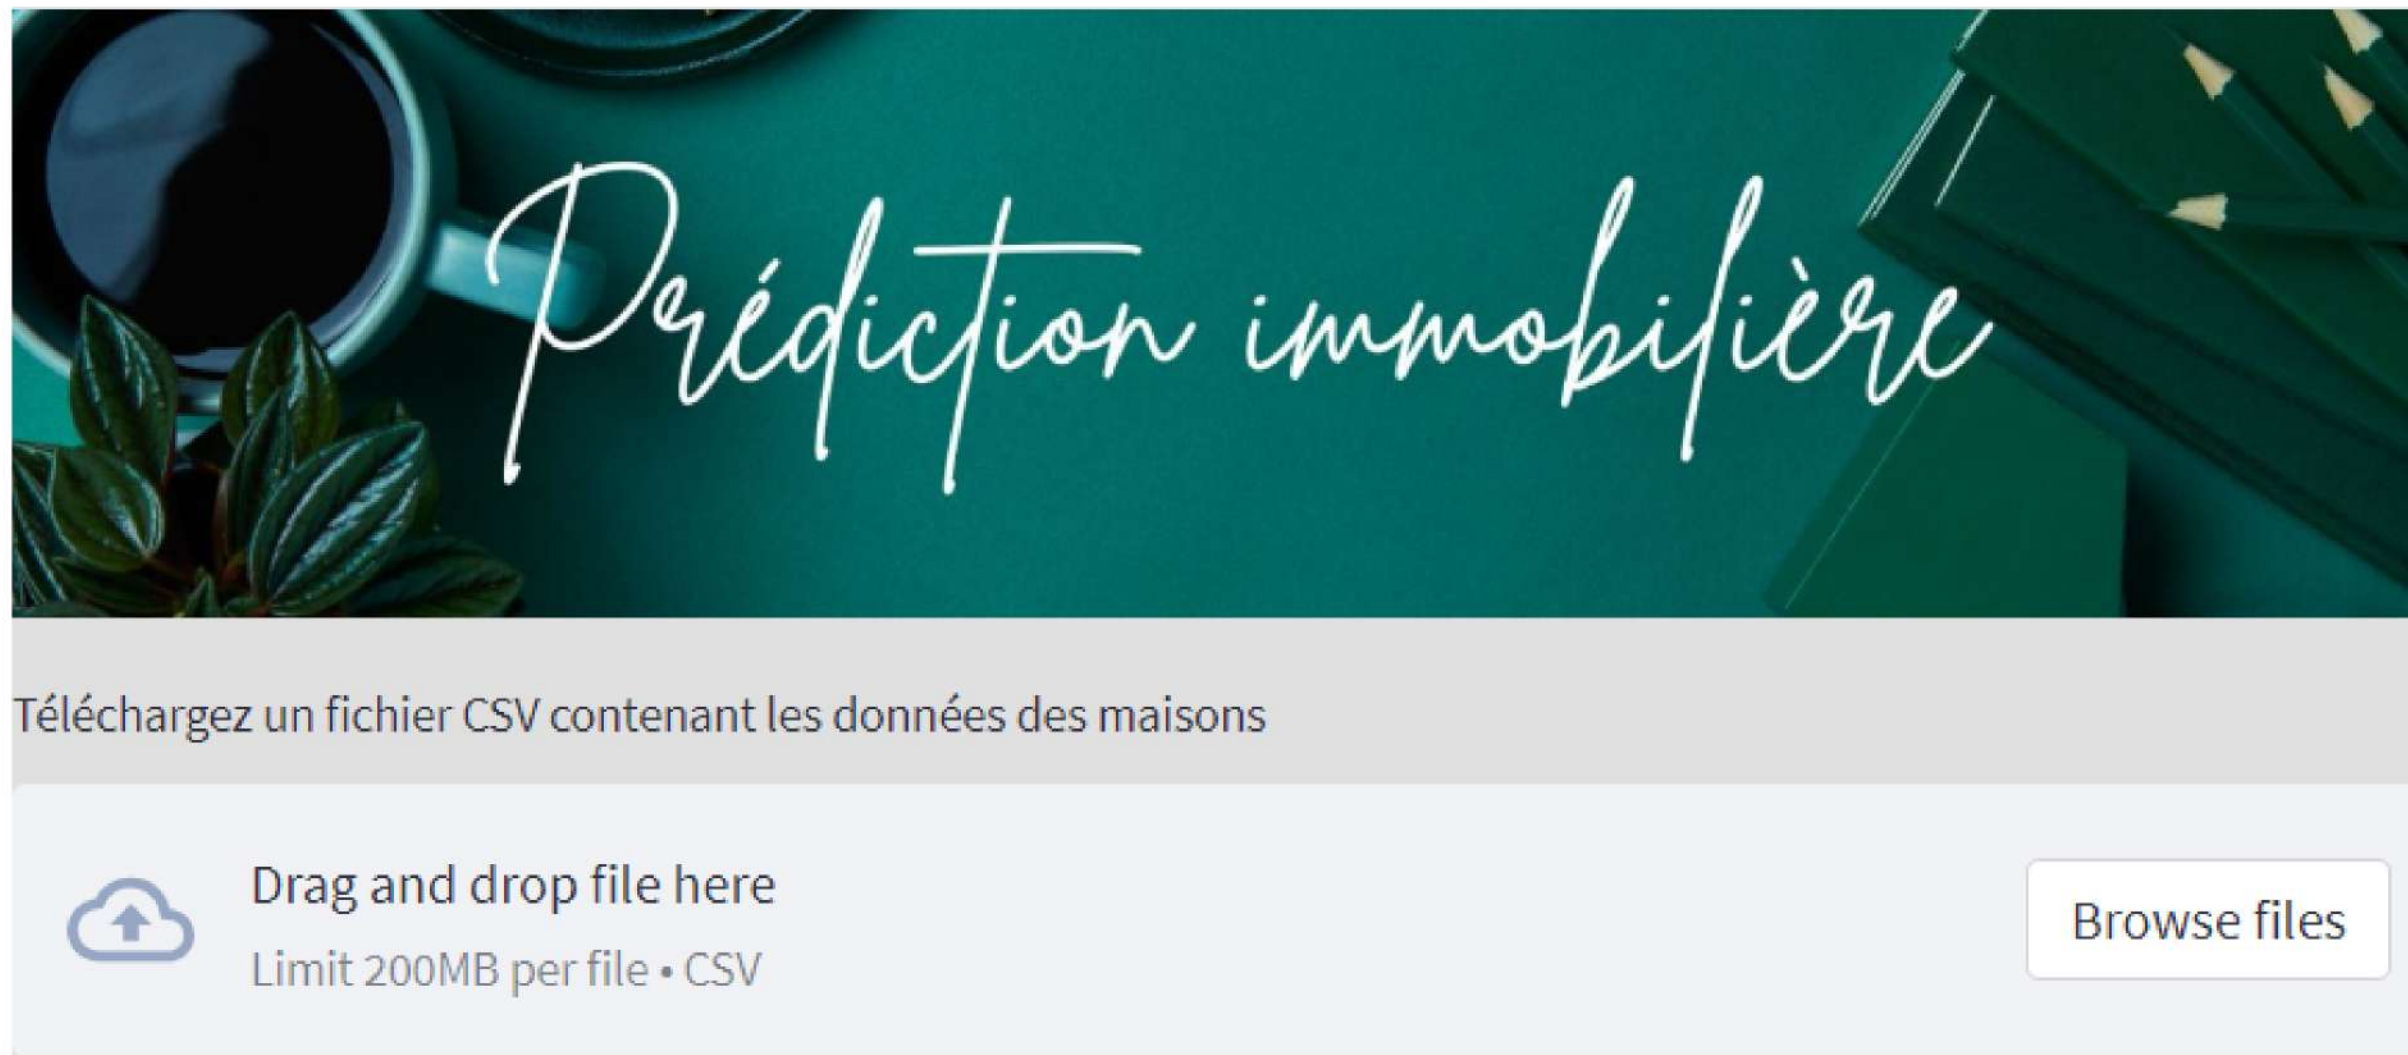 Prédiction immobilière
Téléchargez un fichier CSV contenant les données des maisons
Drag and drop file here
Limit 200MB per file • CSV
Browse files